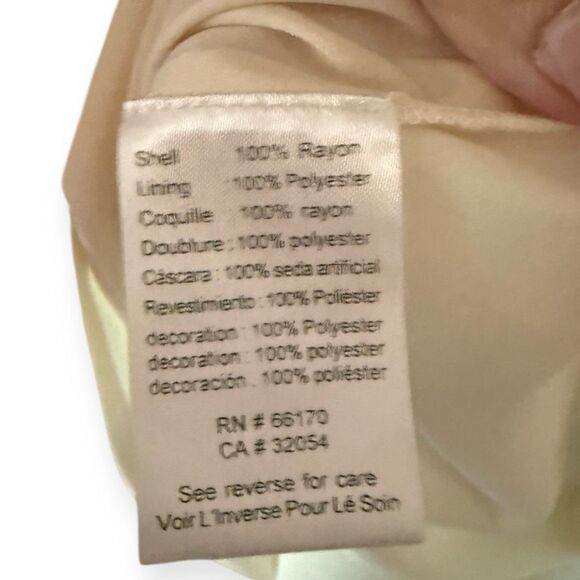 Shell 100% Rayon
Lining :100% Polyester
Coquille : 100% rayon
Doublure : 100% polyester
Cáscara : 100% seda artificial
Revestimiento : 100% Poliéster
decoration : 100% Polyester
decoration : 100% polyester
decoración . 100% poliéster
RN # 66170
CA # 32054
See reverse for care
Voir L'Inverse Pour Lé Soin